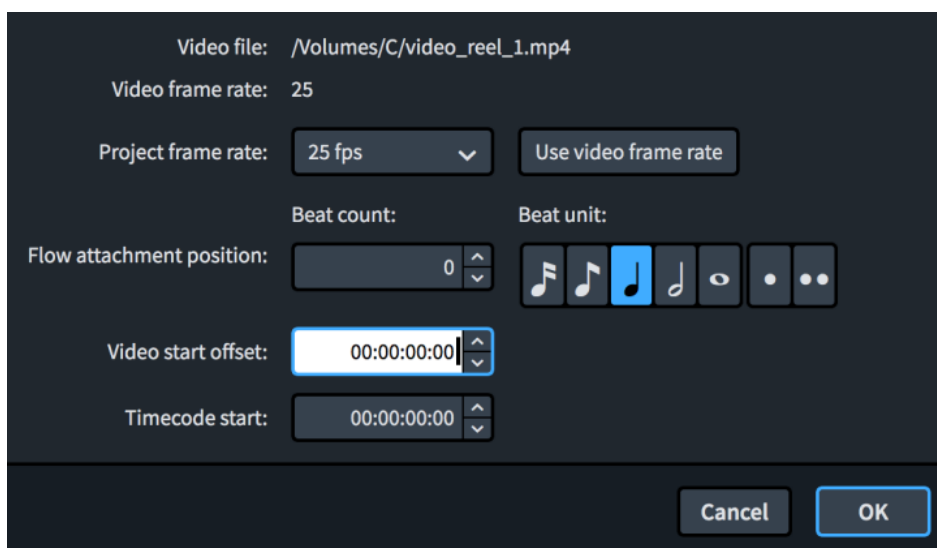 Video file: /Volumes/C/video_reel_1.mp4
Video frame rate: 25
Project frame rate: 25 fps Use video frame rate
Beat count: Beat unit:
Flow attachment position: 0
Video start offset: 00:00:00:00
Timecode start: 00:00:00:00
Cancel OK